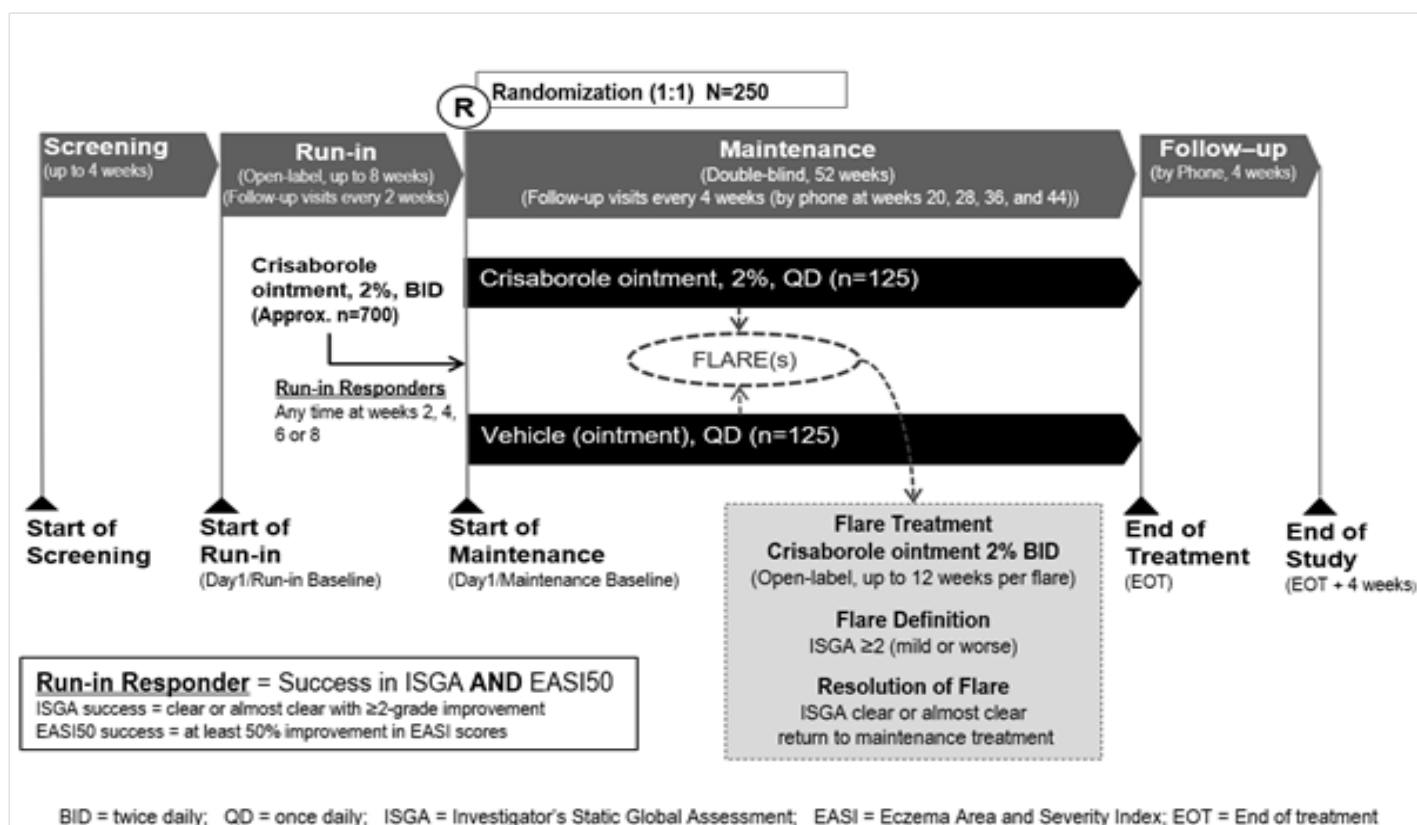 Randomization (1:1) N=250
R
Screening
(up to 4 weeks)
Run-in
(Open-label, up to 8 weeks)
(Follow-up visits every 2 weeks)
Maintenance
(Double-blind, 52 weeks)
(Follow-up visits every 4 weeks (by phone at weeks 20, 28, 36, and 44))
Follow–up
(by Phone, 4 weeks)
Crisaborole
ointment, 2%, BID
(Approx. n=700)
Run-in Responders
Any time at weeks 2, 4,
6 or 8
Crisaborole ointment, 2%, QD (n=125)
FLARE(s)
Vehicle (ointment), QD (n=125)
Start of
Screening
Start of
Run-in
(Day1/Run-in Baseline)
Start of
Maintenance
(Day1/Maintenance Baseline)
Flare Treatment
Crisaborole ointment 2% BID
(Open-label, up to 12 weeks per flare)
Flare Definition
ISGA ≥2 (mild or worse)
Resolution of Flare
ISGA clear or almost clear
return to maintenance treatment
End of
Treatment
(EOT)
End of
Study
(EOT + 4 weeks)
Run-in Responder = Success in ISGA AND EASI50
ISGA success = clear or almost clear with ≥2-grade improvement
EASI50 success = at least 50% improvement in EASI scores
BID = twice daily; QD = once daily; ISGA = Investigator's Static Global Assessment; EASI = Eczema Area and Severity Index; EOT = End of treatment